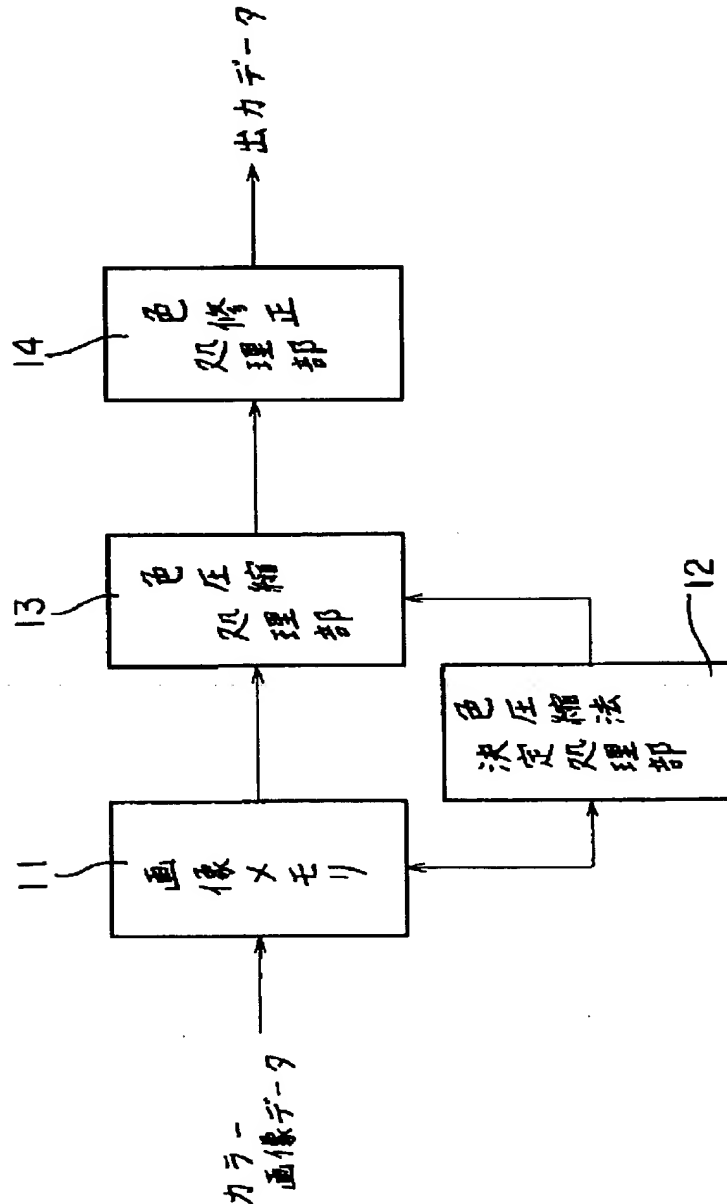 カラー
画像データ
11
画像メモリ
13
色圧縮
処理部
14
色修正
処理部
出力データ
色圧縮法
決定処理部
12